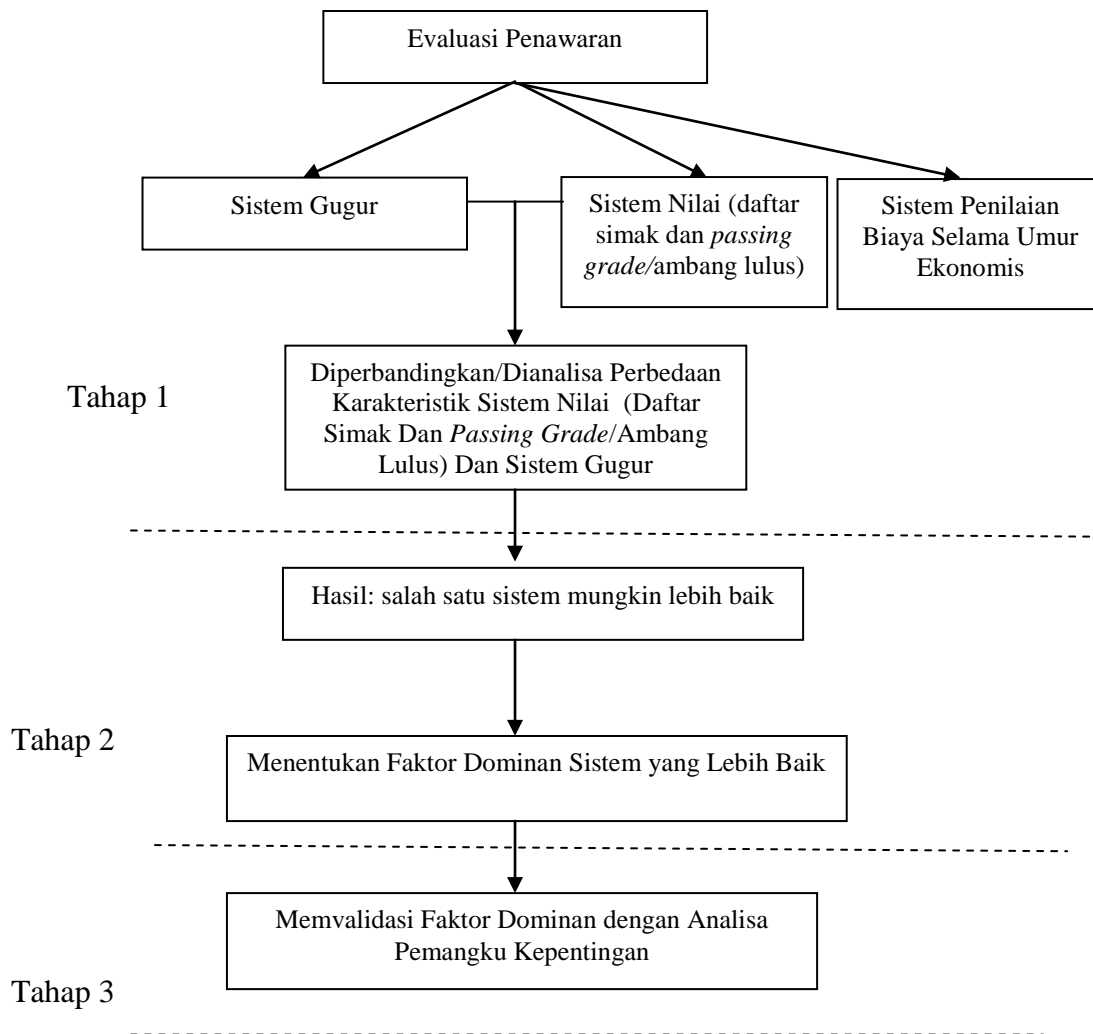 Evaluasi Penawaran
Sistem Gugur
Sistem Nilai (daftar
simak dan passing
grade/ambang lulus)
Sistem Penilaian
Biaya Selama Umur
Ekonomis
Tahap 1
Diperbandingkan/Dianalisa Perbedaan
Karakteristik Sistem Nilai (Daftar
Simak Dan Passing Grade/Ambang
Lulus) Dan Sistem Gugur
Hasil: salah satu sistem mungkin lebih baik
Tahap 2
Menentukan Faktor Dominan Sistem yang Lebih Baik
Memvalidasi Faktor Dominan dengan Analisa
Pemangku Kepentingan
Tahap 3